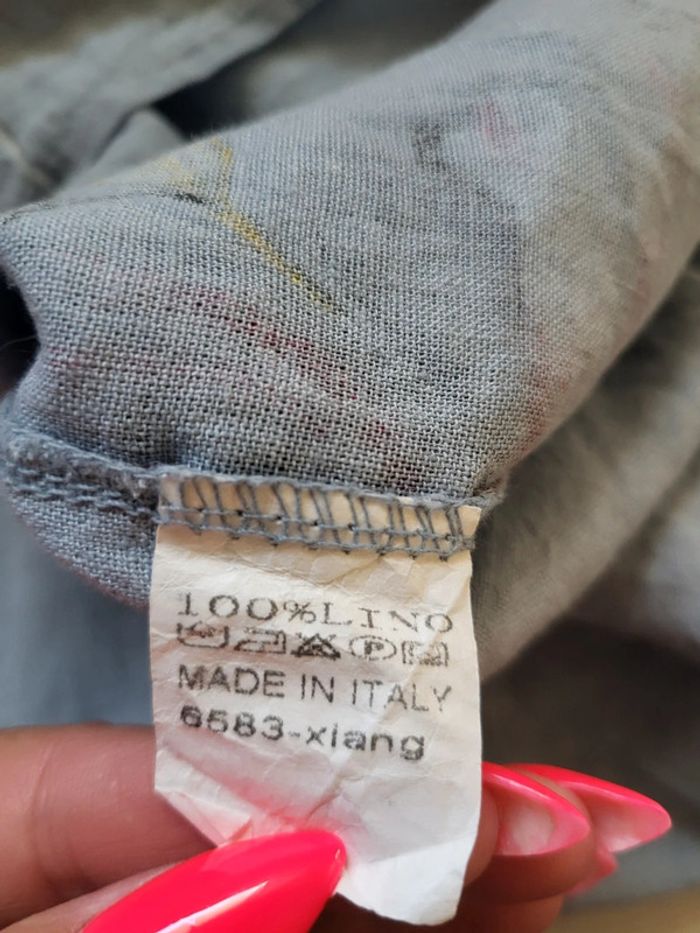 100%LINO
P
MADE IN ITALY
6583-xiang